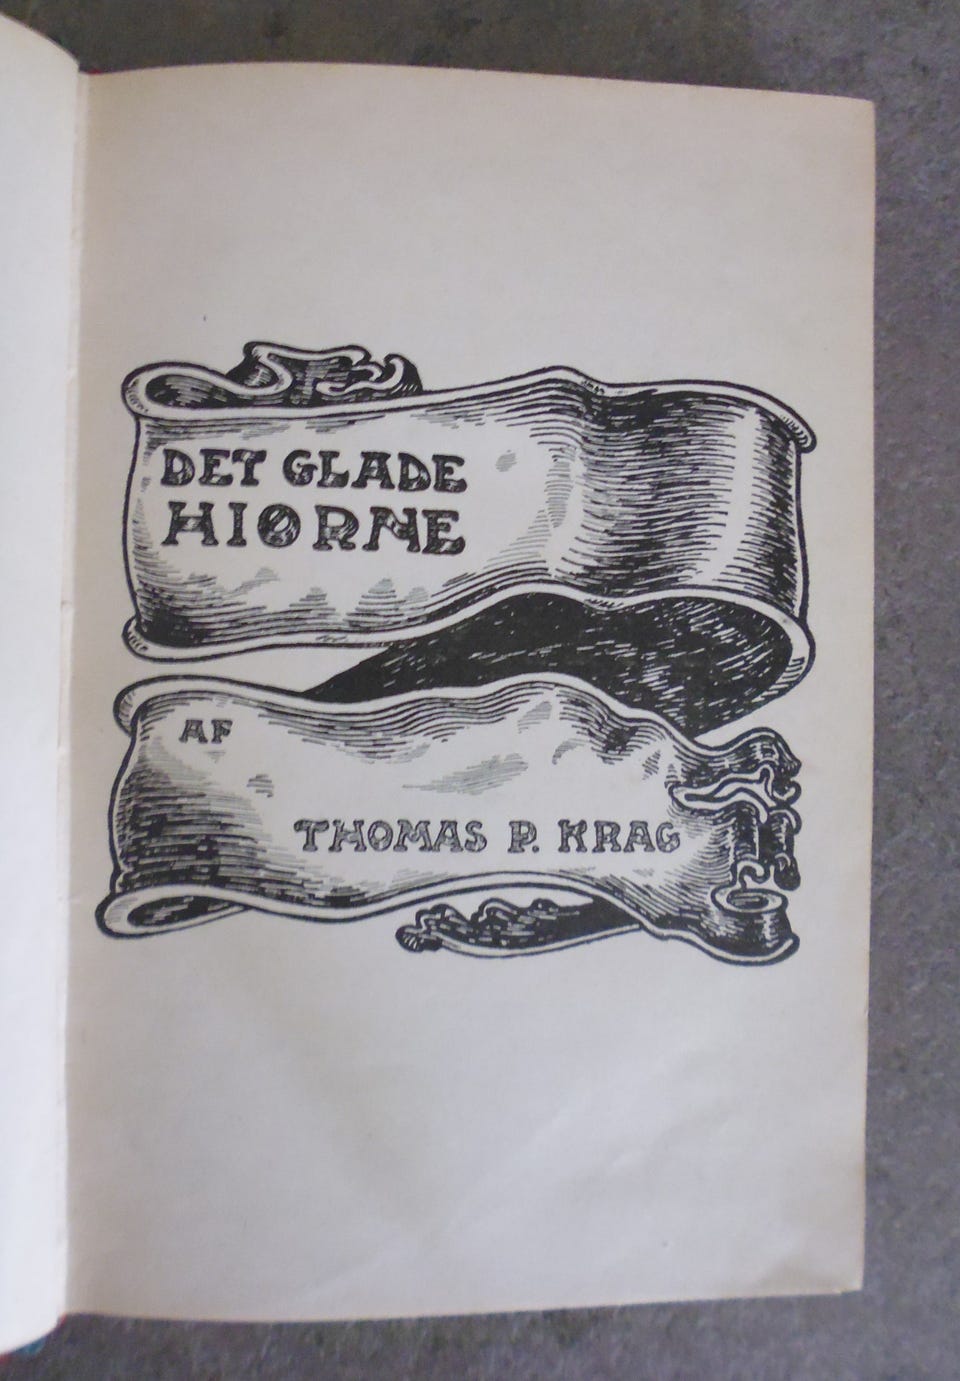 DET GLADE
HIØRNE
AF
THOMAS P. KRAG